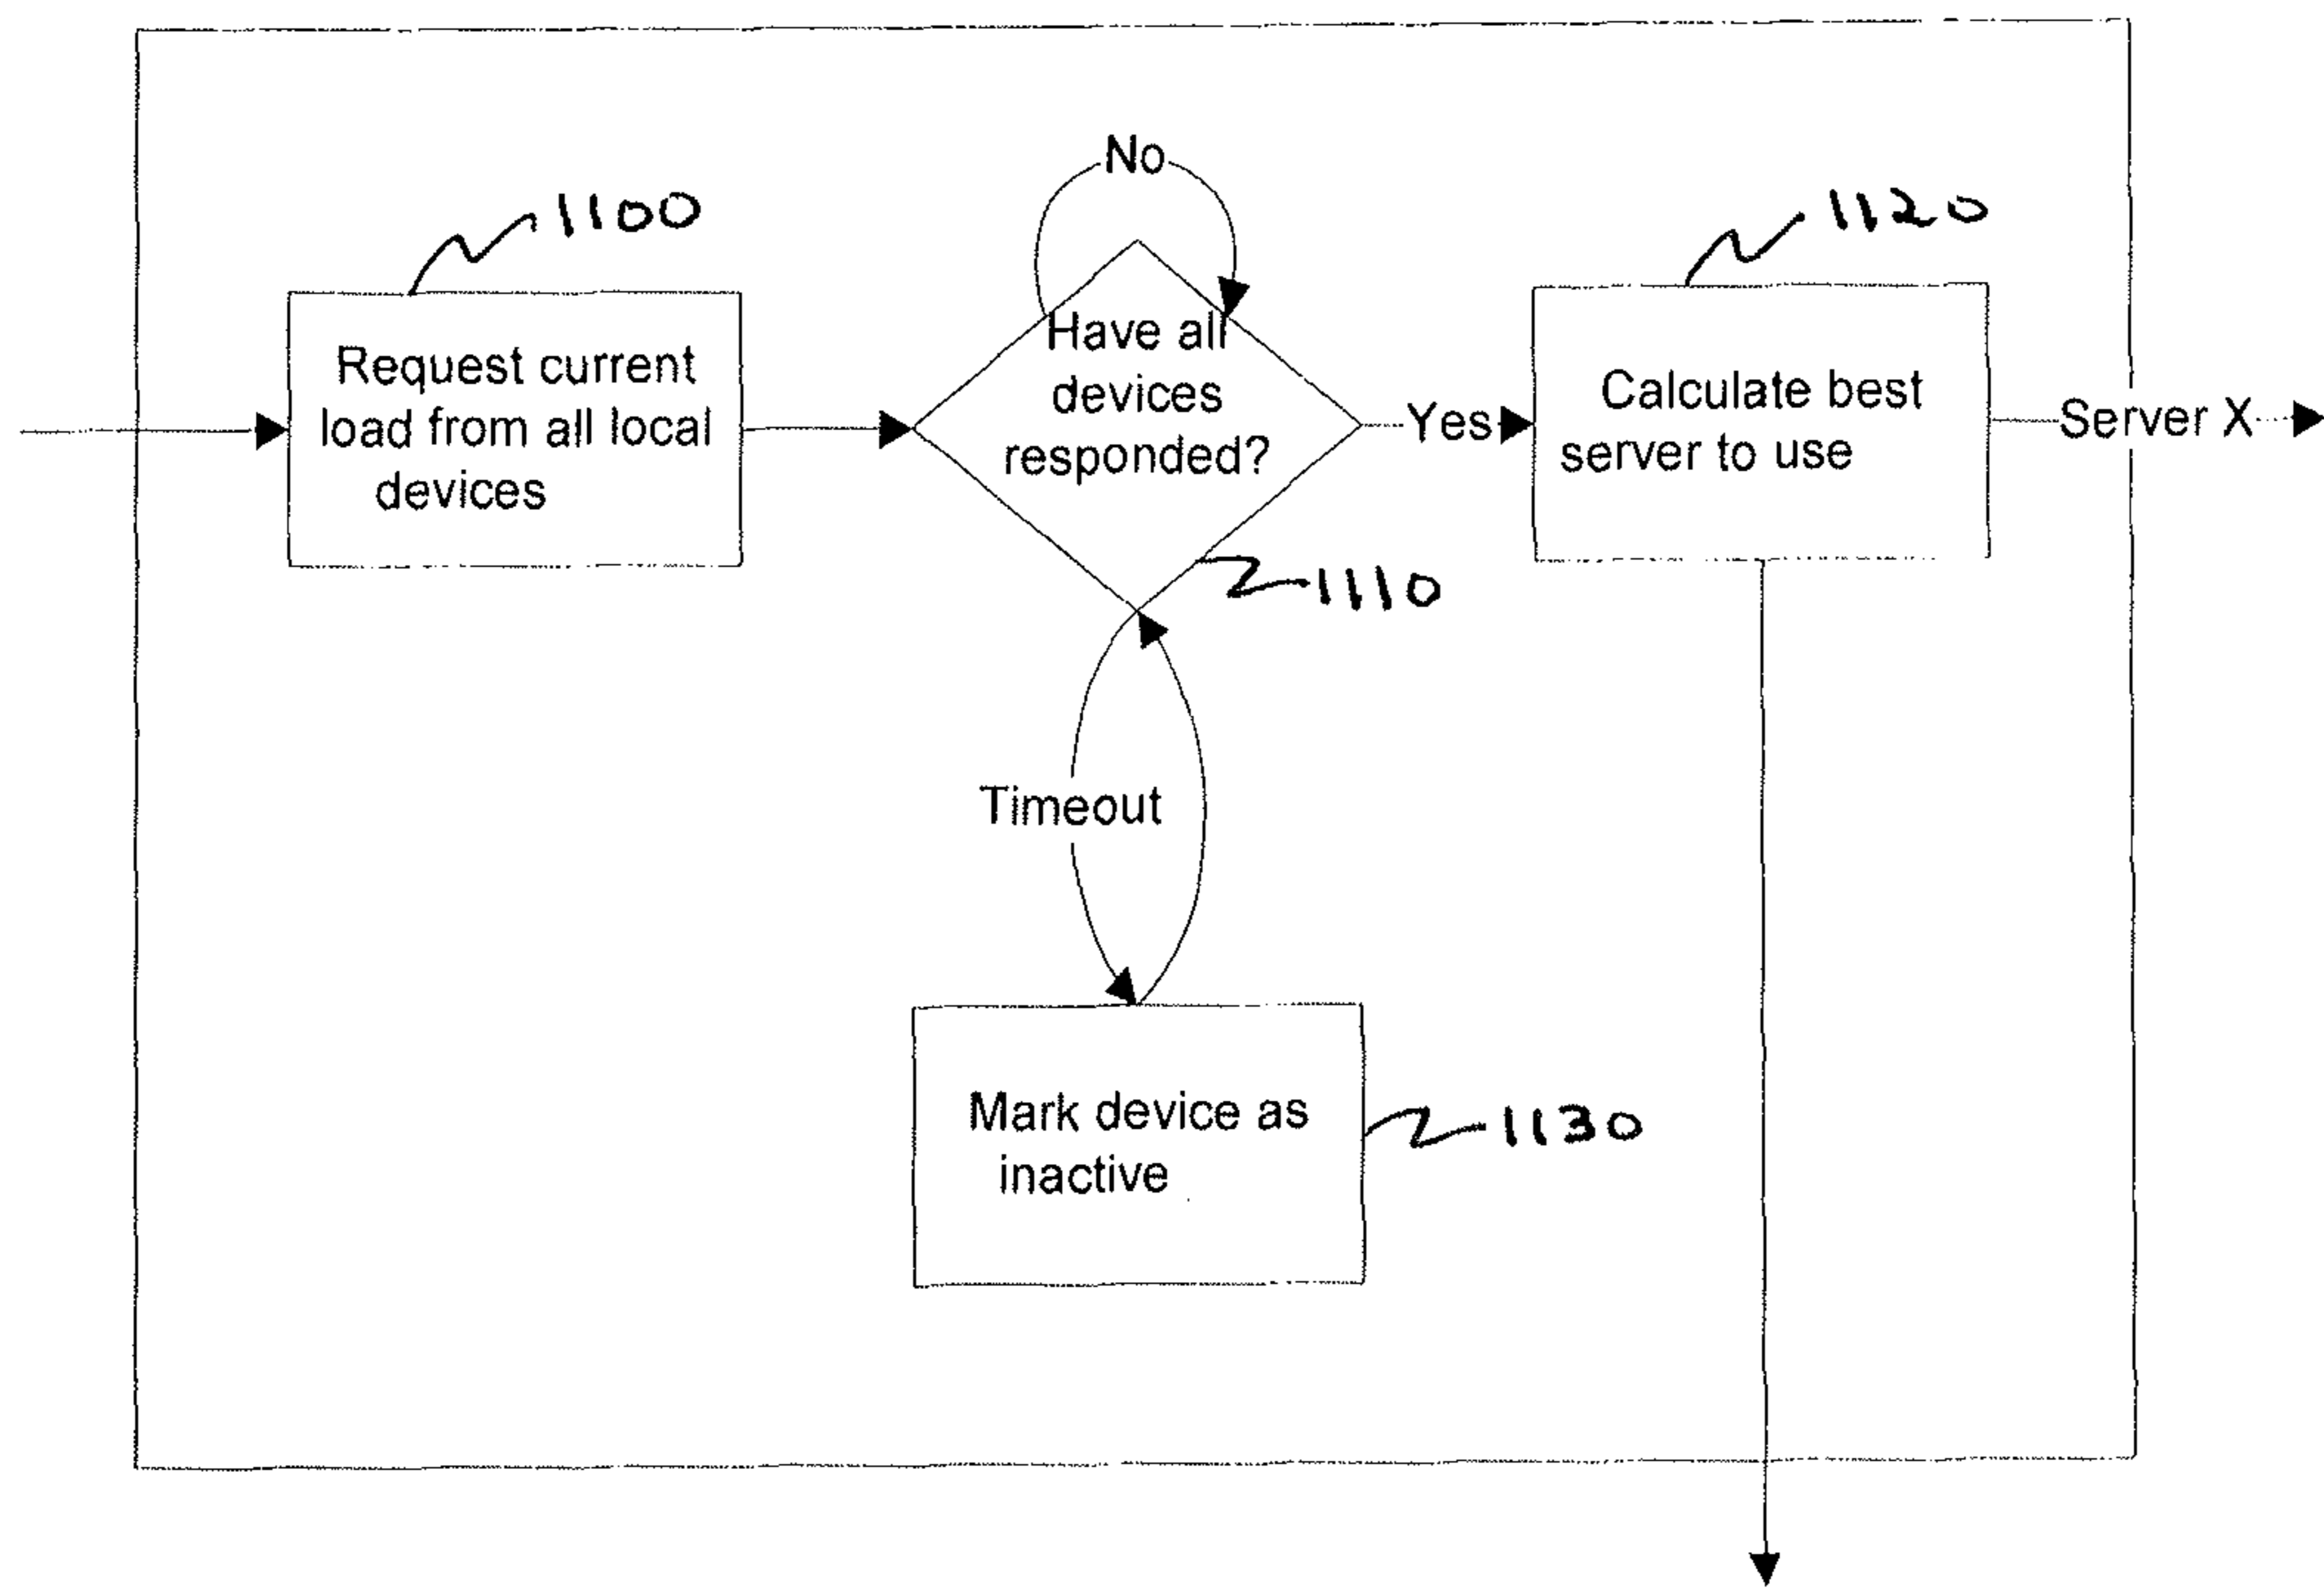 No
1100
1120
Request current
load from all local
devices
Have all
devices
responded?
Yes
Calculate best
server to use
Server X
1110
Timeout
Mark device as
inactive
1130